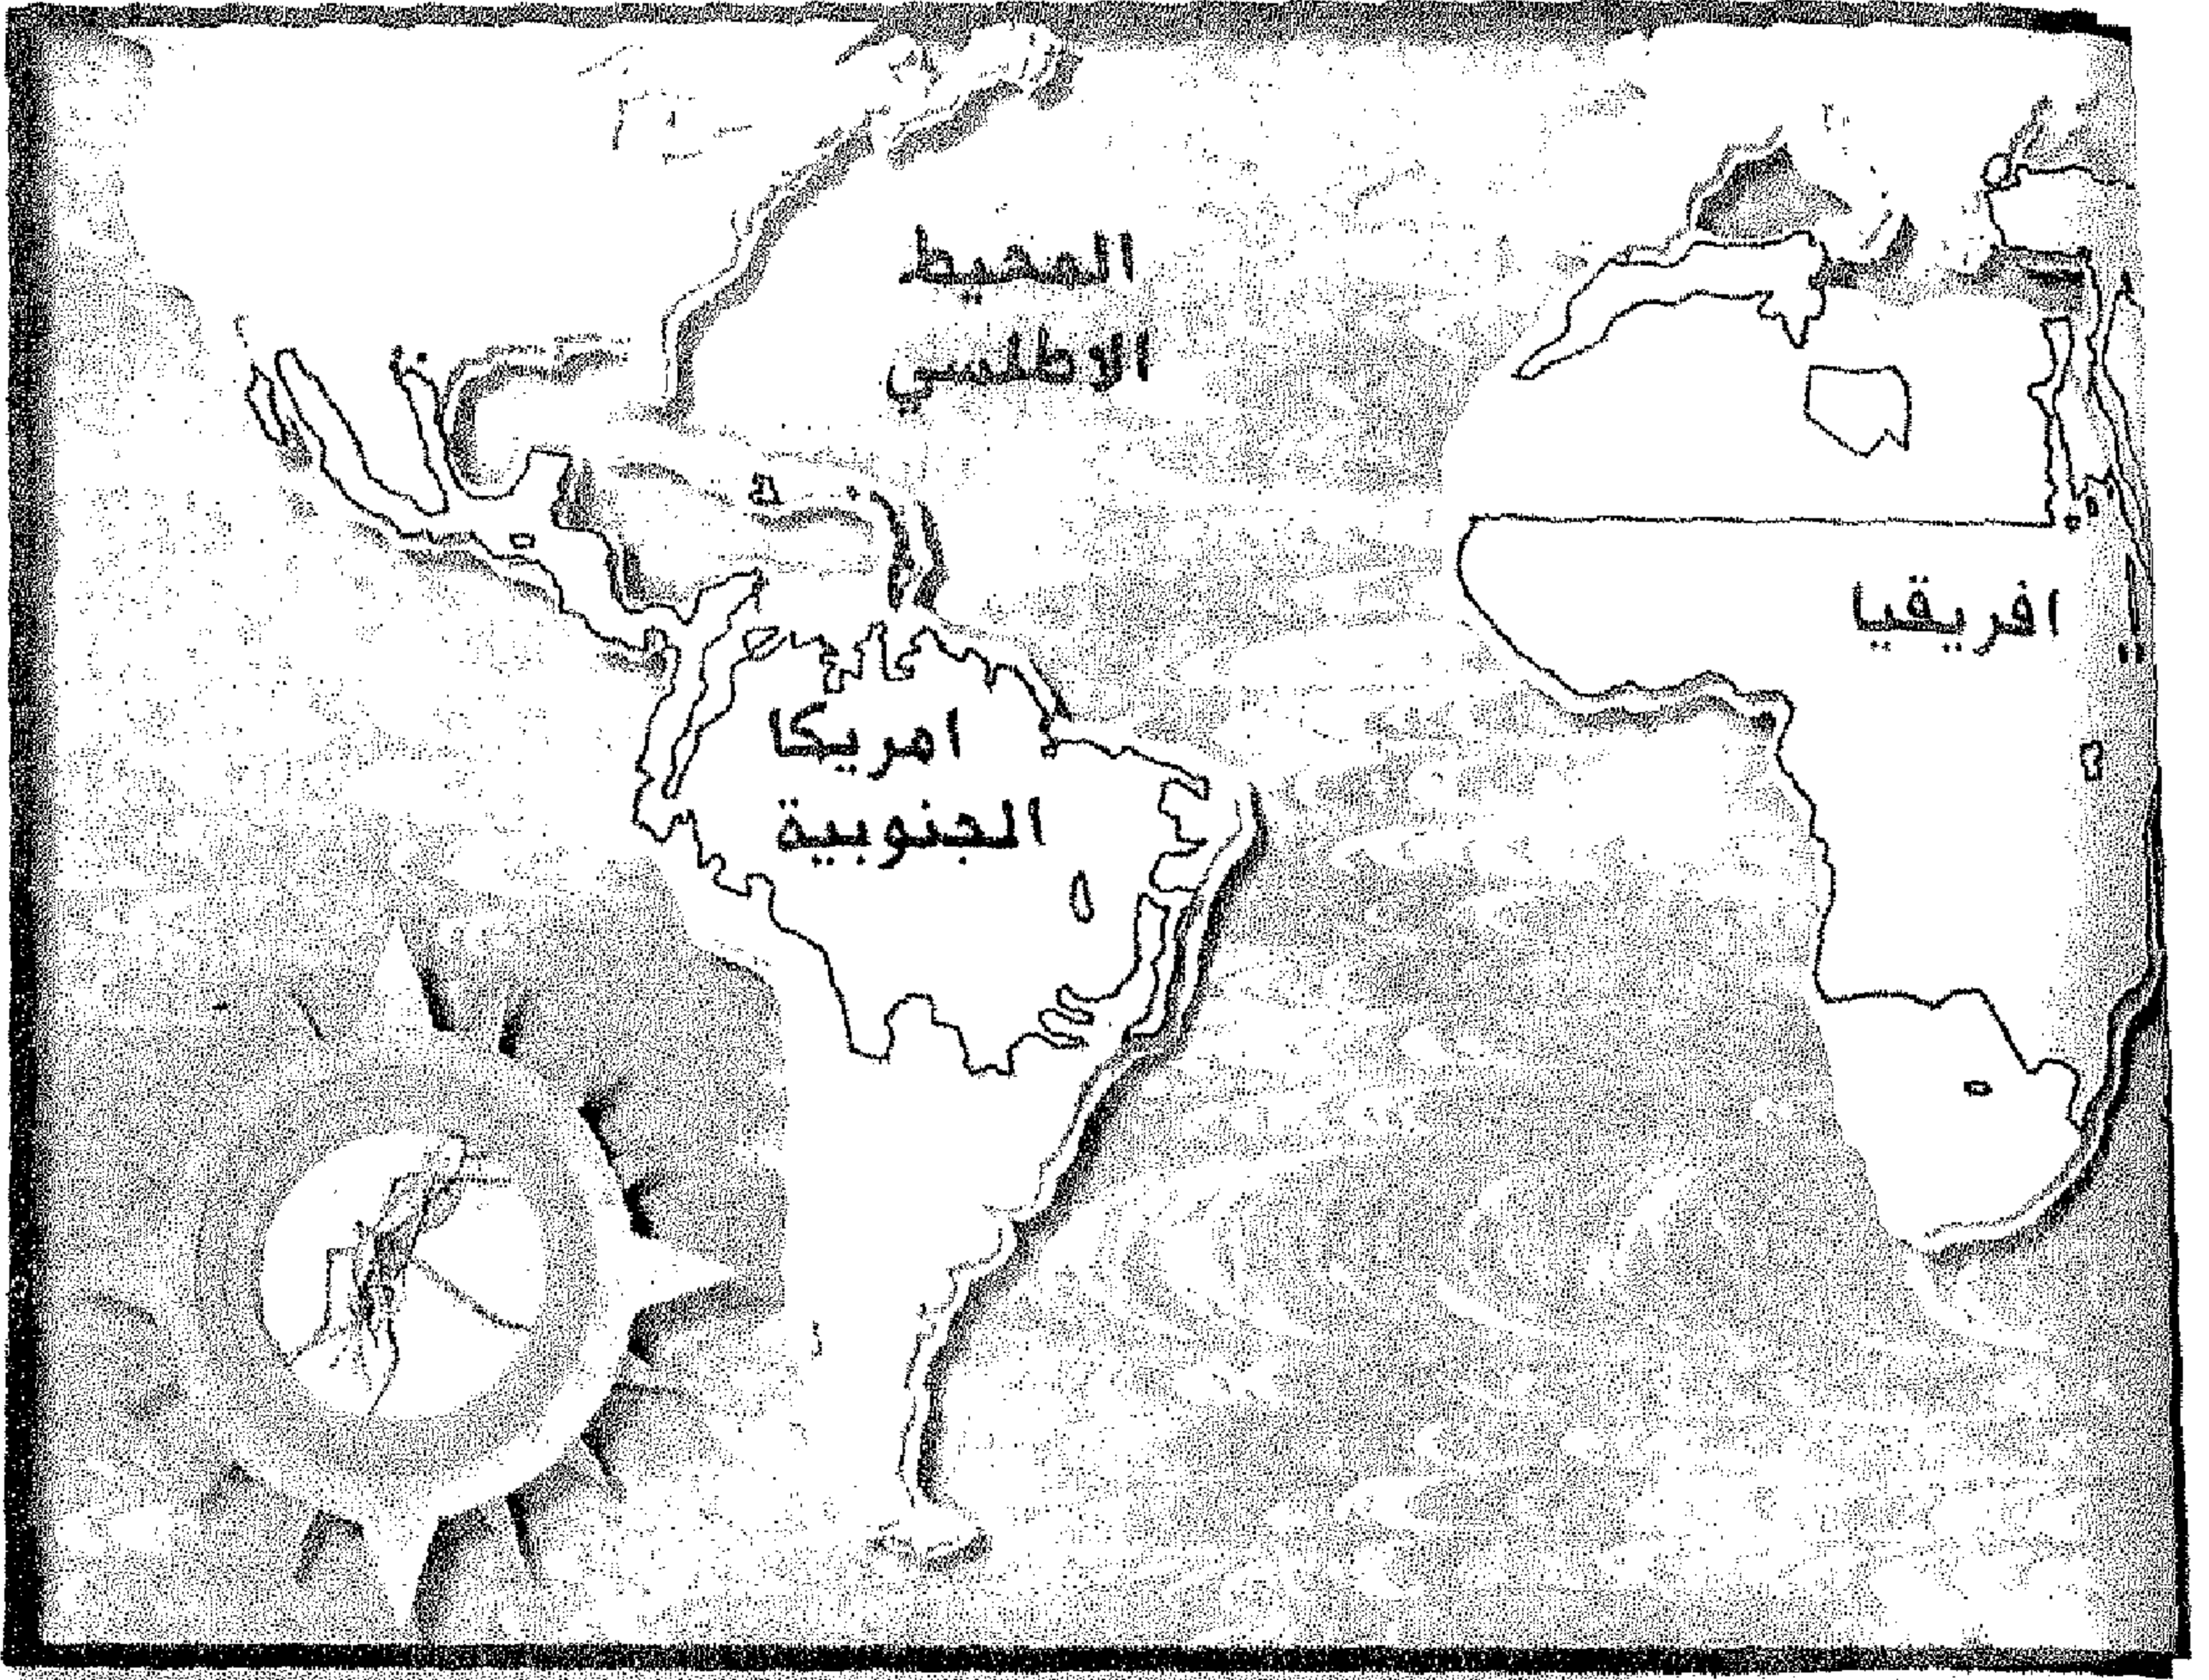 المحيط
الاطلسي
افريقيا
امريكا
الجنوبية